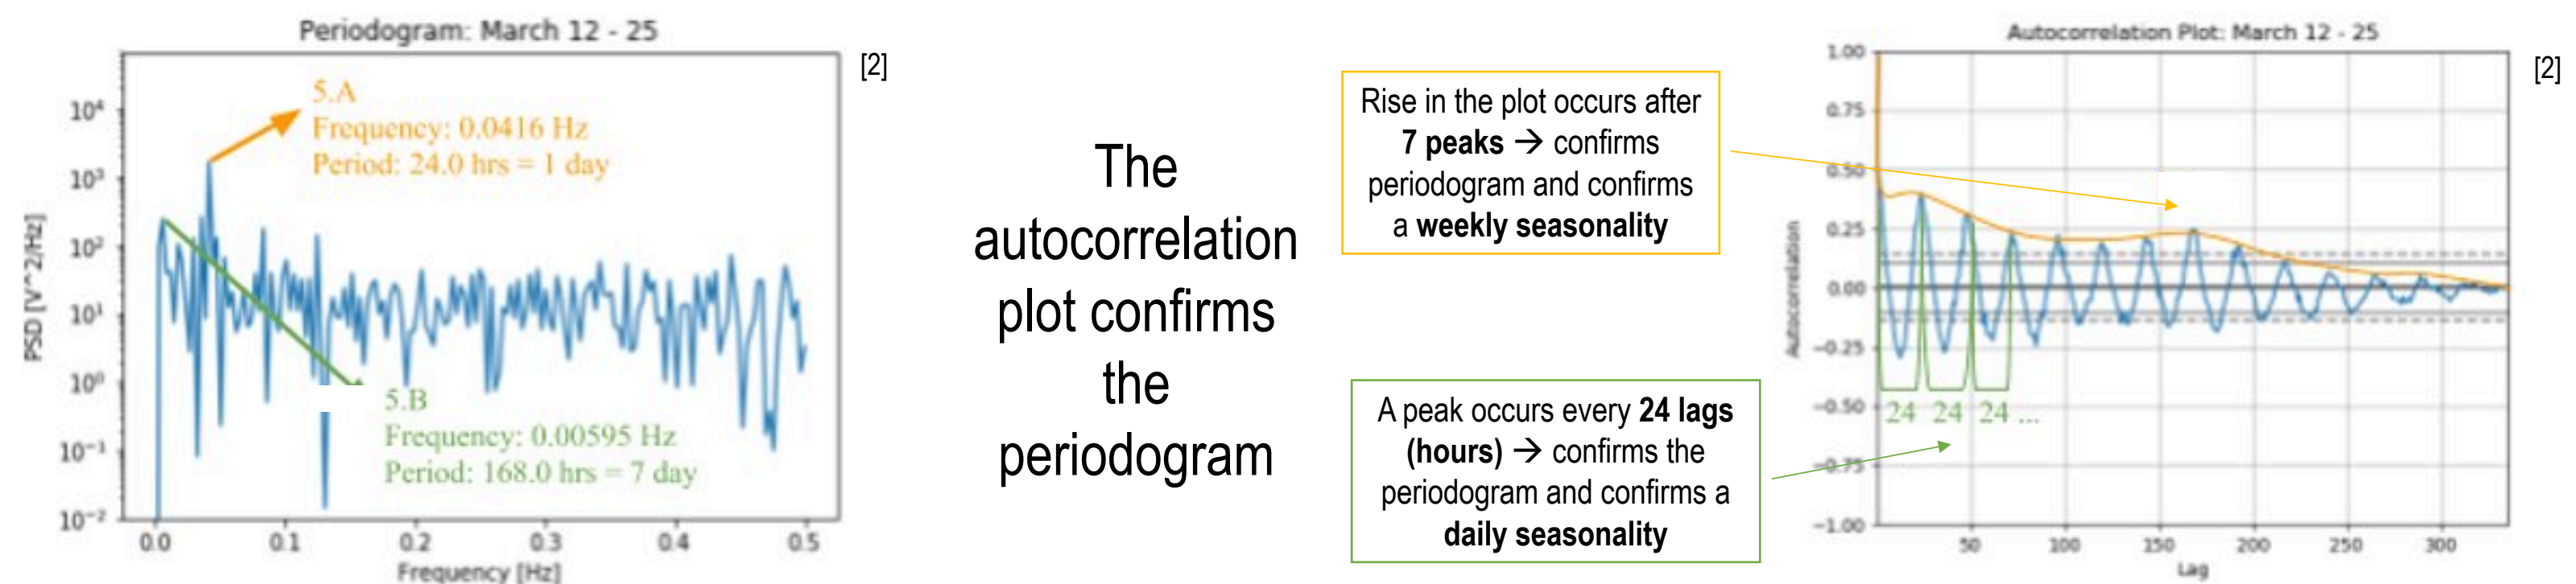 Periodogram: March 12 - 25
[2]
10⁴
10³
10²
10¹
10⁰
10⁻¹
10⁻²
PSD [V^2/Hz]
5.A
Frequency: 0.0416 Hz
Period: 24.0 hrs = 1 day
5.B
Frequency: 0.00595 Hz
Period: 168.0 hrs = 7 day
0.0 0.1 0.2 0.3 0.4 0.5
Frequency [Hz]
The
autocorrelation
plot confirms
the
periodogram
Rise in the plot occurs after
7 peaks → confirms
periodogram and confirms
a weekly seasonality
A peak occurs every 24 lags
(hours) → confirms the
periodogram and confirms a
daily seasonality
Autocorrelation Plot: March 12 - 25
[2]
1.00
0.75
0.50
0.25
0.00
−0.25
−0.50
−0.75
−1.00
Autocorrelation
24 24 24 ...
50 100 150 200 250 300
Lag